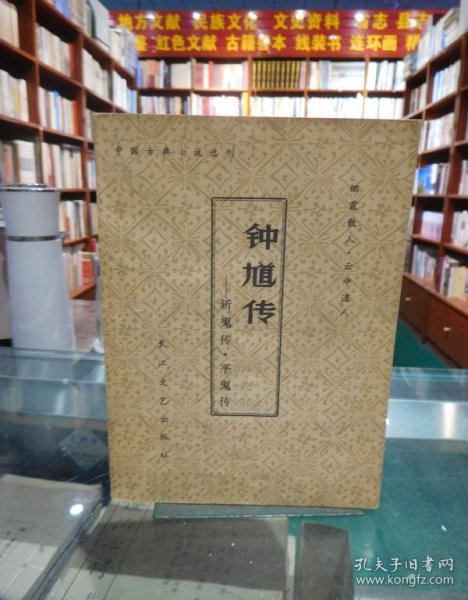 地方文献 民族文化 文史资料 省志 县志
红色文献 古籍善本 线装书 连环画
中国古典小说选刊
烟霞散人·云中道人
钟馗传
——斩鬼传·平鬼传
长江文艺出版社
孔夫子旧书网
www.kongfz.com